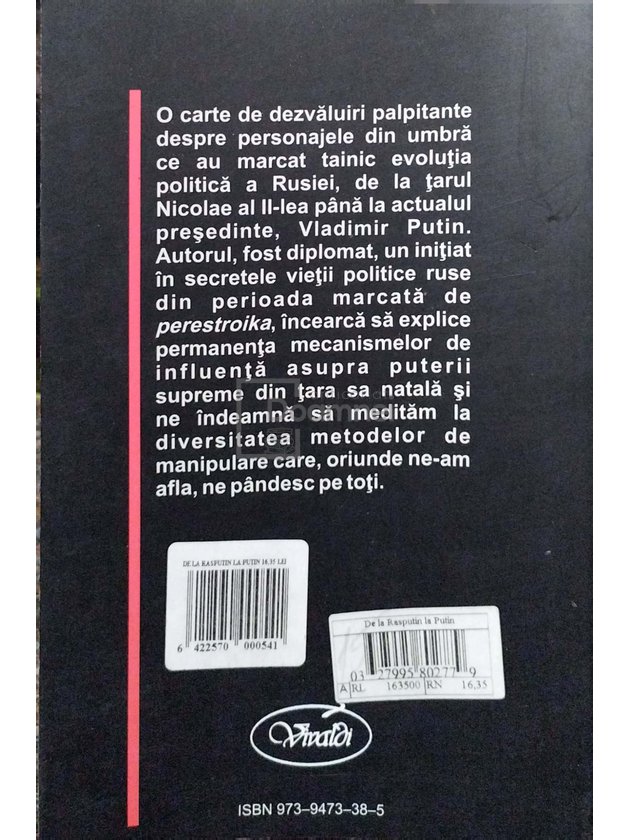 O carte de dezvăluiri palpitante
despre personajele din umbră
ce au marcat tainic evoluţia
politică a Rusiei, de la ţarul
Nicolae al II-lea până la actualul
preşedinte, Vladimir Putin.
Autorul, fost diplomat, un iniţiat
în secretele vieţii politice ruse
din perioada marcată de
perestroika, încearcă să explice
permanenţa mecanismelor de
influenţă asupra puterii
supreme din ţara sa natală şi
ne îndeamnă să medităm la
diversitatea metodelor de
manipulare care, oriunde ne-am
afla, ne pândesc pe toţi.
DE LA RASPUTIN LA PUTIN 16,35 LEI
6 422570 000541
De la Rasputin la Putin
03 27995 80277 9
A RL 163500 RN 16,35
Vivaldi
ISBN 973–9473–38–5